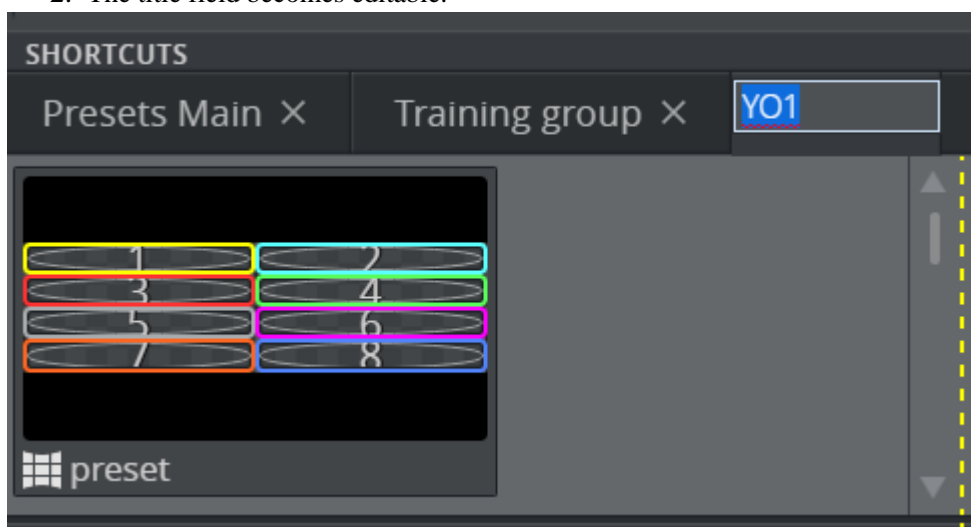 2. The title field becomes editable.
SHORTCUTS
Presets Main ×
Training group ×
YO1
1 2
3 4
5 6
7 8
preset